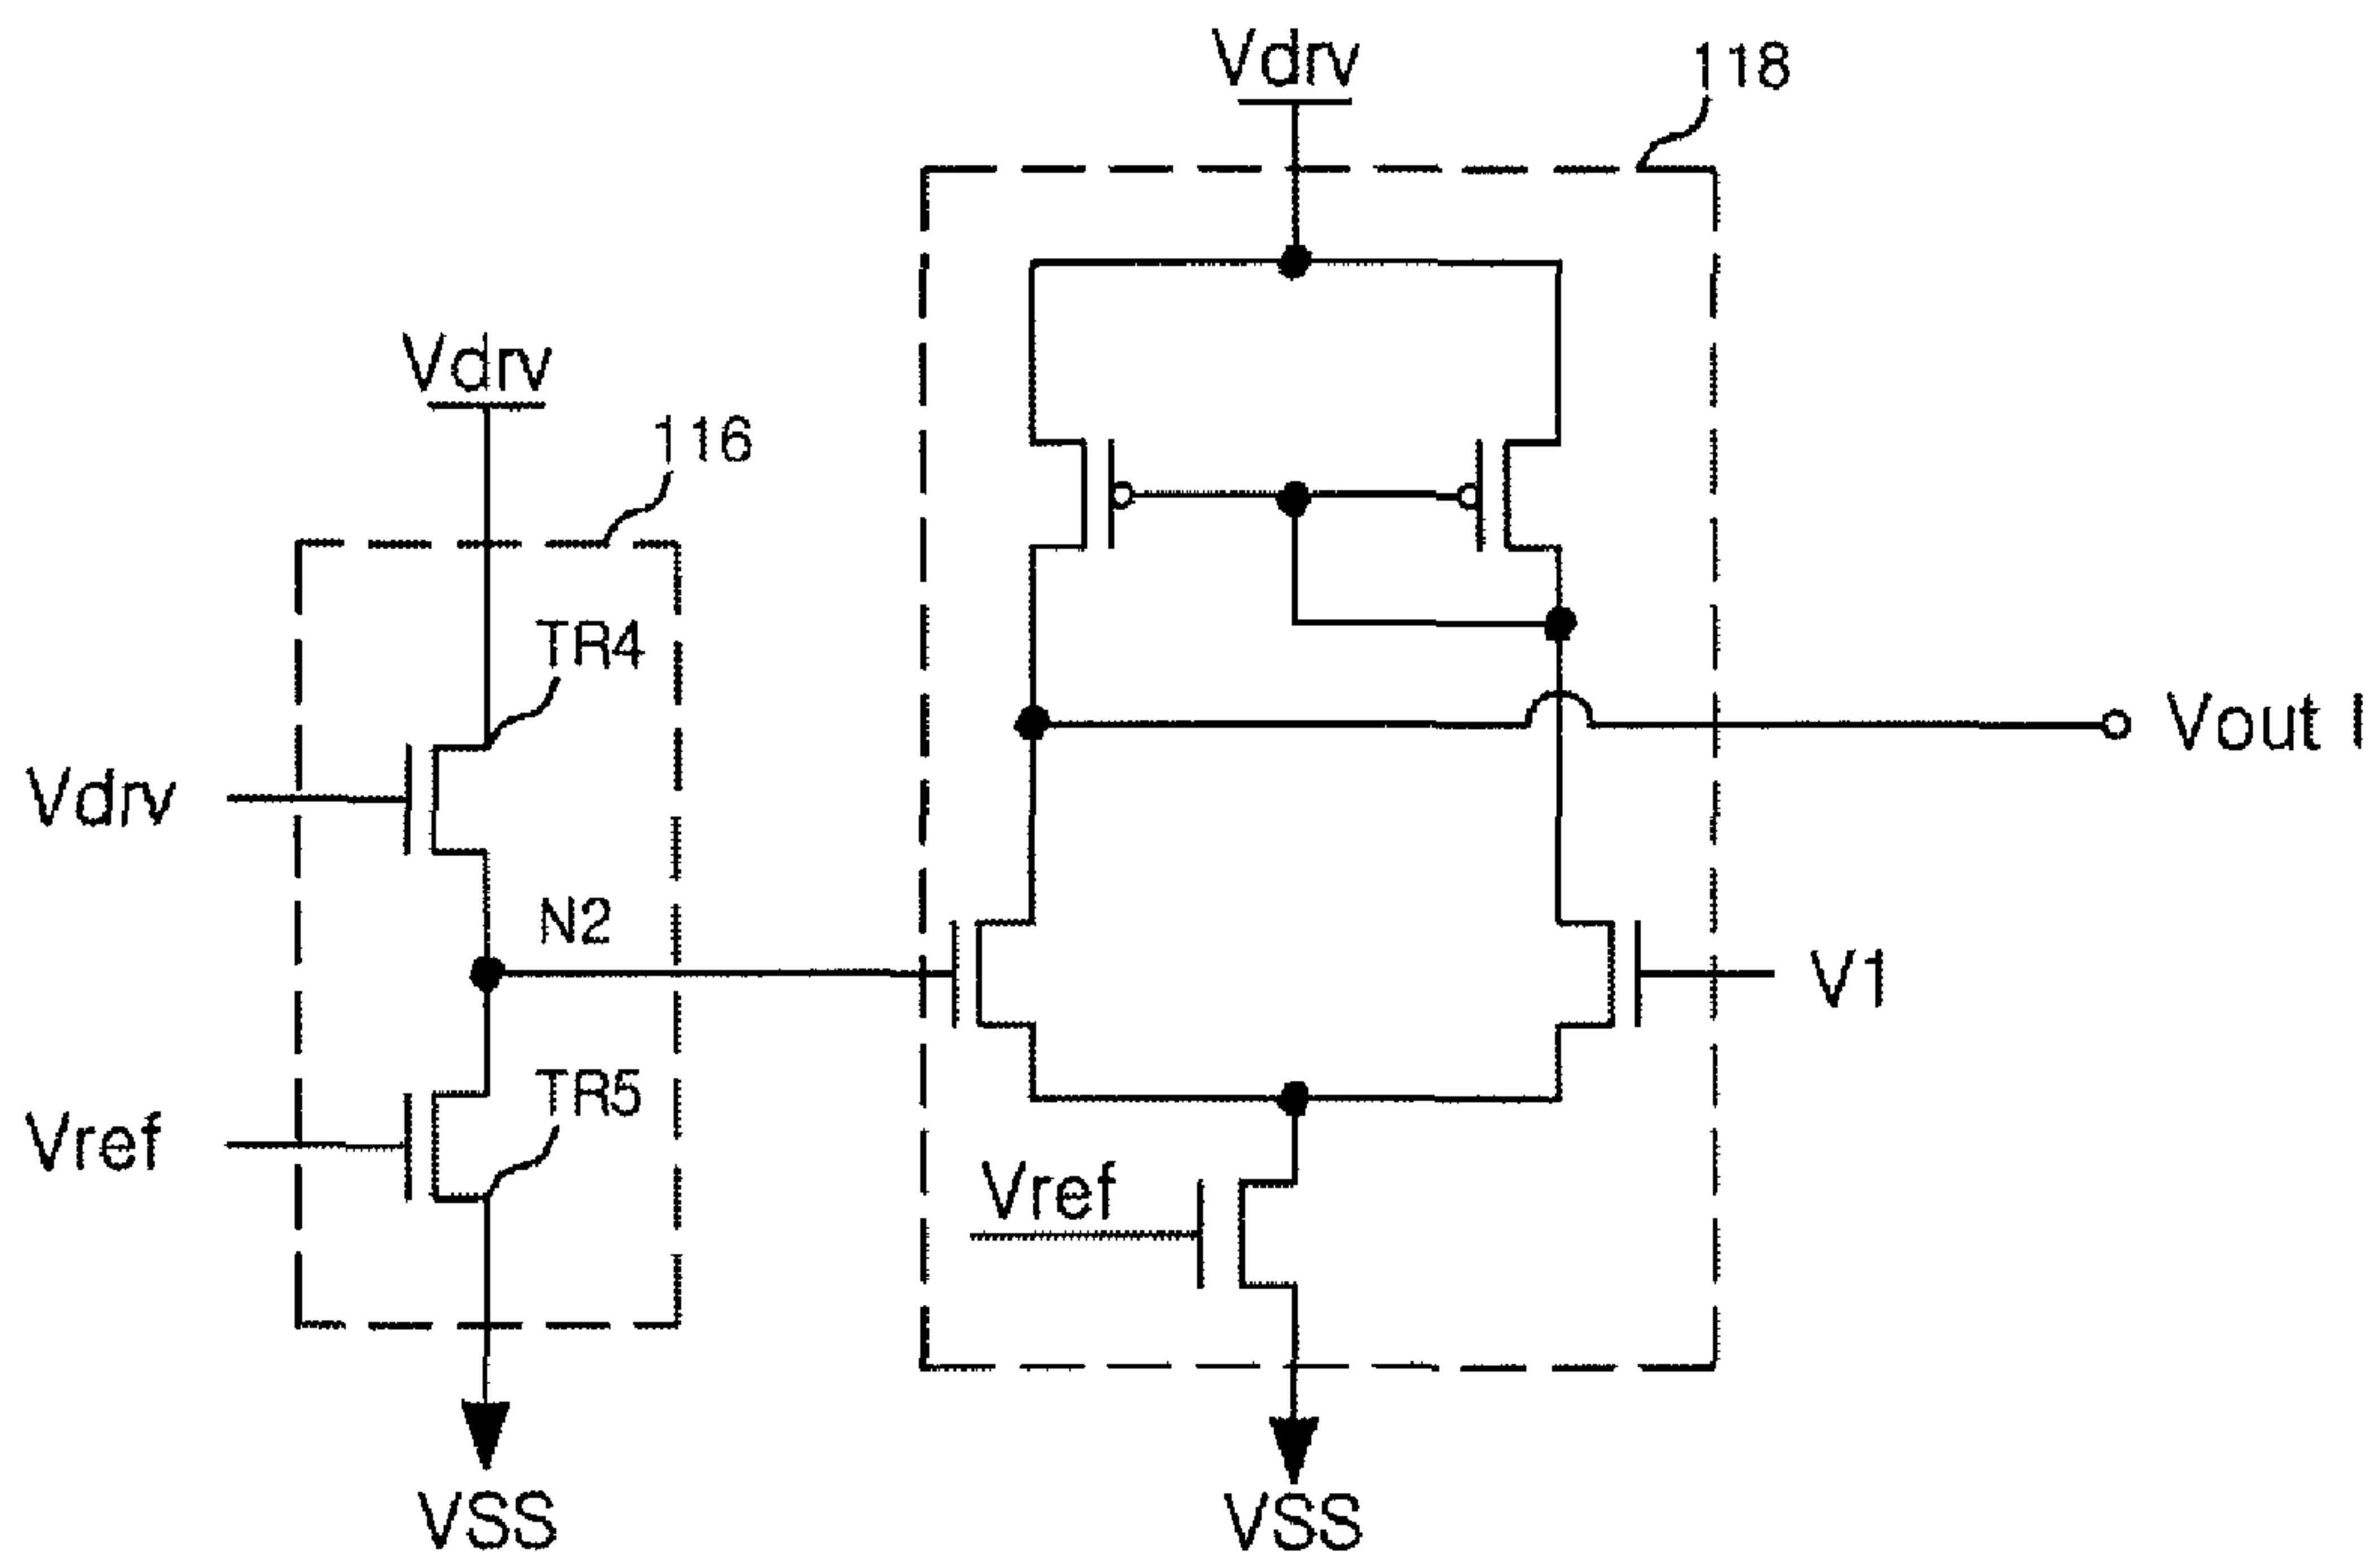 Vdrv
118
Vdrv
116
TR4
Vout I
Vdrv
N2
V1
TR5
Vref
Vref
VSS
VSS